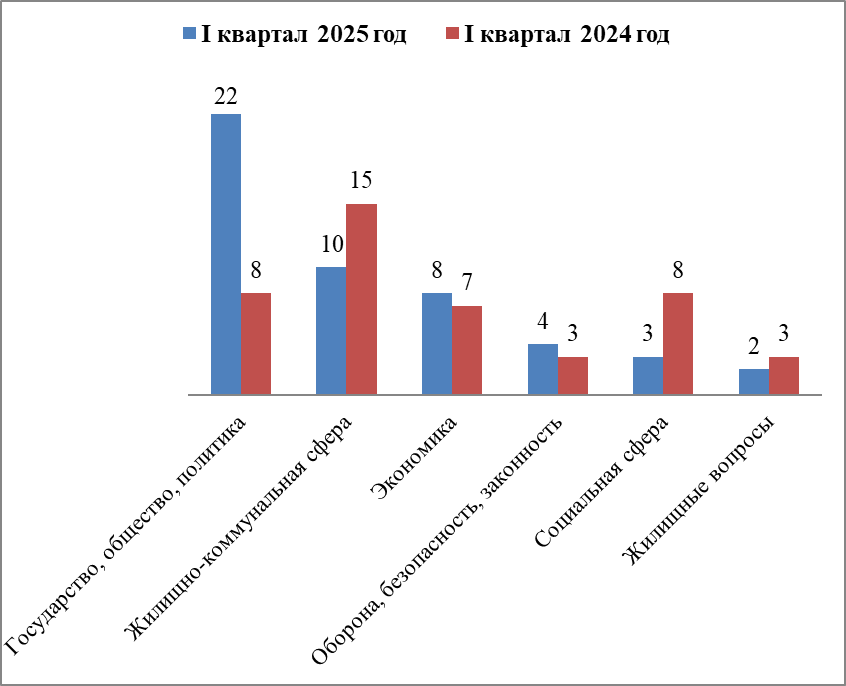 I квартал 2025 год
I квартал 2024 год
22
8
10
15
8
7
4
3
3
8
2
3
Государство, общество, политика
Жилищно-коммунальная сфера
Экономика
Оборона, безопасность, законность
Социальная сфера
Жилищные вопросы